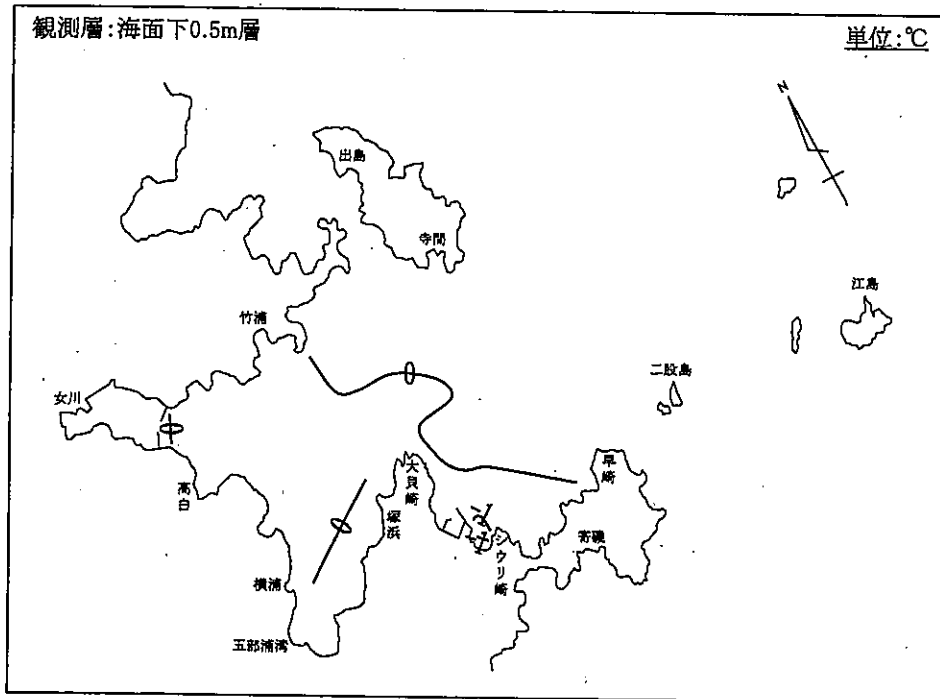 観測層:海面下0.5m層
単位:℃
N
出島
寺間
江島
竹浦
二股島
女川
大貝崎
早崎
高白
塚浜
寄磯
シウリ崎
横浦
五部浦湾